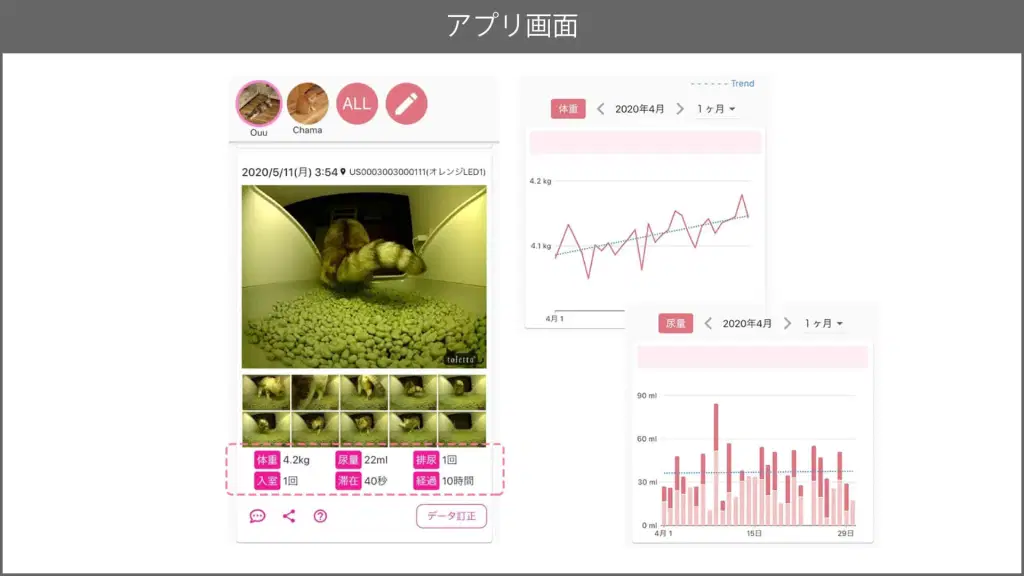 アプリ画面
ALL
Ouu
Chama
2020/5/11(月) 3:54 US0003003000111(オレンジLED1)
toletta
体重 4.2kg 尿量 22ml 排尿 1回
入室 1回 滞在 40秒 経過 10時間
データ訂正
Trend
体重 2020年4月 1ヶ月
4.2 kg
4.1 kg
4月 1
尿量 2020年4月 1ヶ月
90 ml
60 ml
30 ml
0 ml
4月 1 15日 29日